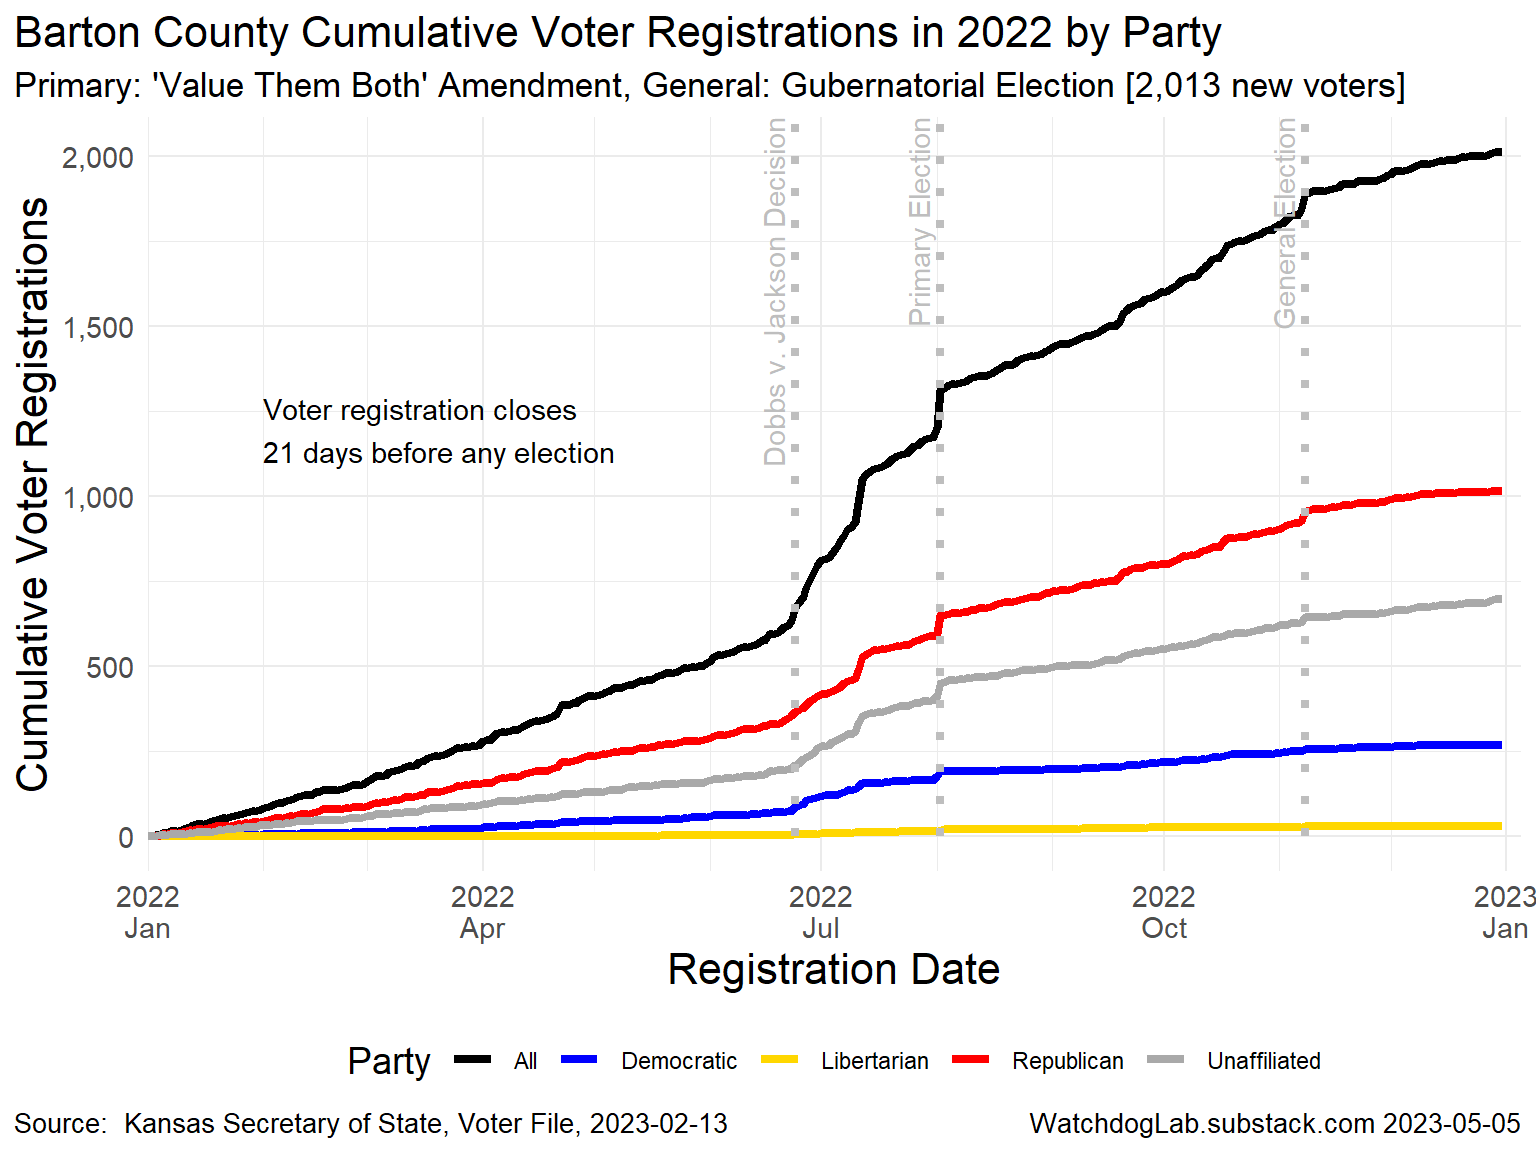 Barton County Cumulative Voter Registrations in 2022 by Party
Primary: 'Value Them Both' Amendment, General: Gubernatorial Election [2,013 new voters]
Cumulative Voter Registrations
2,000
1,500
1,000
500
0
Dobbs v. Jackson Decision
Primary Election
General Election
Voter registration closes
21 days before any election
2022
Jan
2022
Apr
2022
Jul
2022
Oct
2023
Jan
Registration Date
Party All Democratic Libertarian Republican Unaffiliated
Source:  Kansas Secretary of State, Voter File, 2023-02-13
WatchdogLab.substack.com 2023-05-05